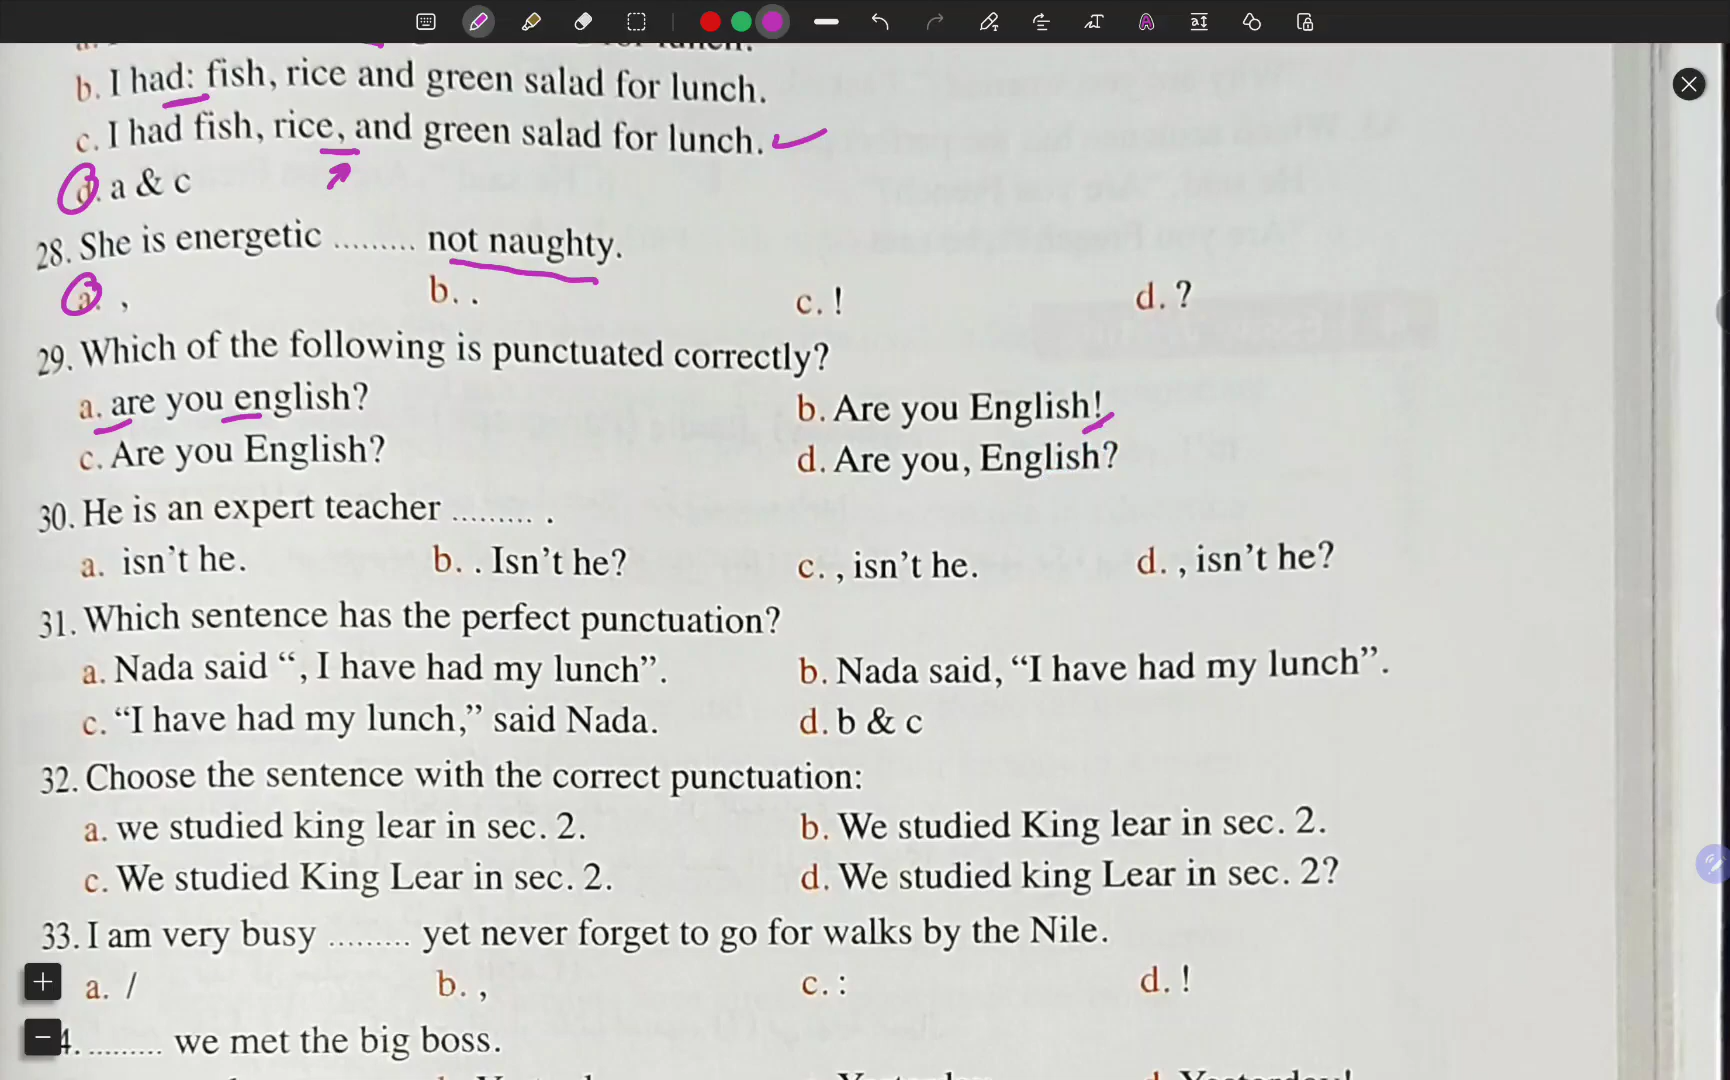 for lunch.
b. I had: fish, rice and green salad for lunch.
c. I had fish, rice, and green salad for lunch.
d. a & c
28. She is energetic ......... not naughty.
a. , b. . c. ! d. ?
29. Which of the following is punctuated correctly?
a. are you english? b. Are you English!
c. Are you English? d. Are you, English?
30. He is an expert teacher ......... .
a. isn't he. b. . Isn't he? c. , isn't he. d. , isn't he?
31. Which sentence has the perfect punctuation?
a. Nada said “, I have had my lunch”. b. Nada said, “I have had my lunch”.
c. “I have had my lunch,” said Nada. d. b & c
32. Choose the sentence with the correct punctuation:
a. we studied king lear in sec. 2. b. We studied King lear in sec. 2.
c. We studied King Lear in sec. 2. d. We studied king Lear in sec. 2?
33. I am very busy ......... yet never forget to go for walks by the Nile.
a. / b. , c. : d. !
4. ......... we met the big boss.
d. Yesterday!